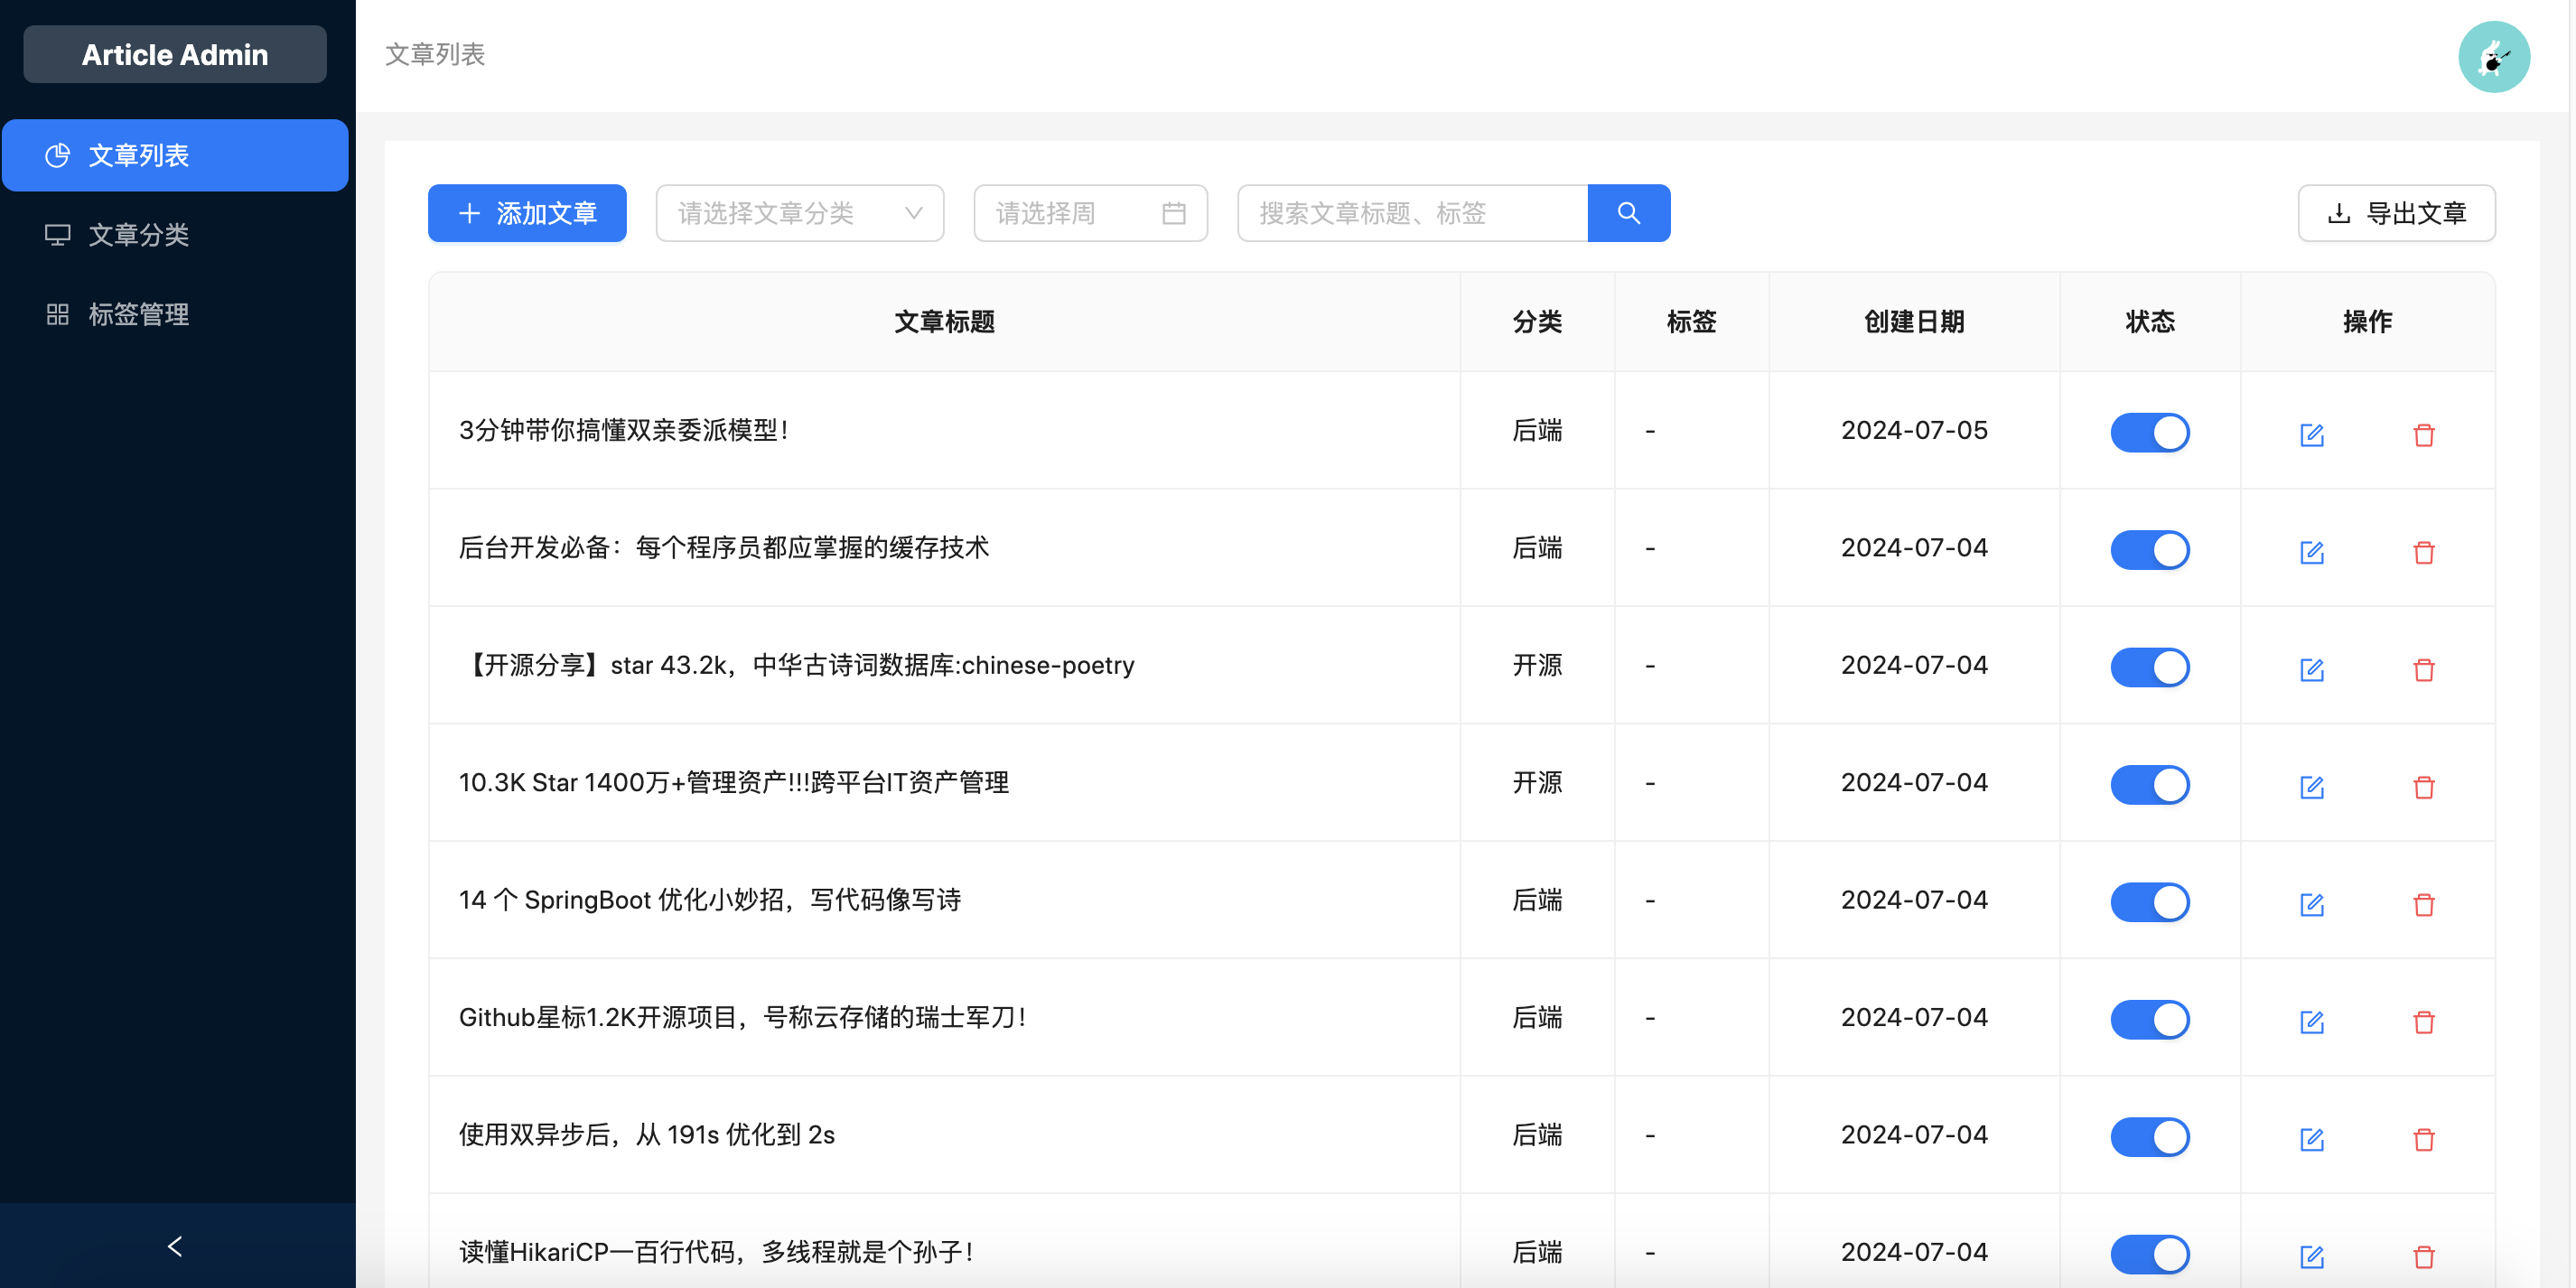 Article Admin
文章列表
文章分类
标签管理
文章列表
添加文章 请选择文章分类 请选择周 搜索文章标题、标签 导出文章
文章标题 分类 标签 创建日期 状态 操作
3分钟带你搞懂双亲委派模型！ 后端 - 2024-07-05
后台开发必备：每个程序员都应掌握的缓存技术 后端 - 2024-07-04
【开源分享】star 43.2k，中华古诗词数据库:chinese-poetry 开源 - 2024-07-04
10.3K Star 1400万+管理资产!!!跨平台IT资产管理 开源 - 2024-07-04
14 个 SpringBoot 优化小妙招，写代码像写诗 后端 - 2024-07-04
Github星标1.2K开源项目，号称云存储的瑞士军刀！ 后端 - 2024-07-04
使用双异步后，从 191s 优化到 2s 后端 - 2024-07-04
读懂HikariCP一百行代码，多线程就是个孙子！ 后端 - 2024-07-04